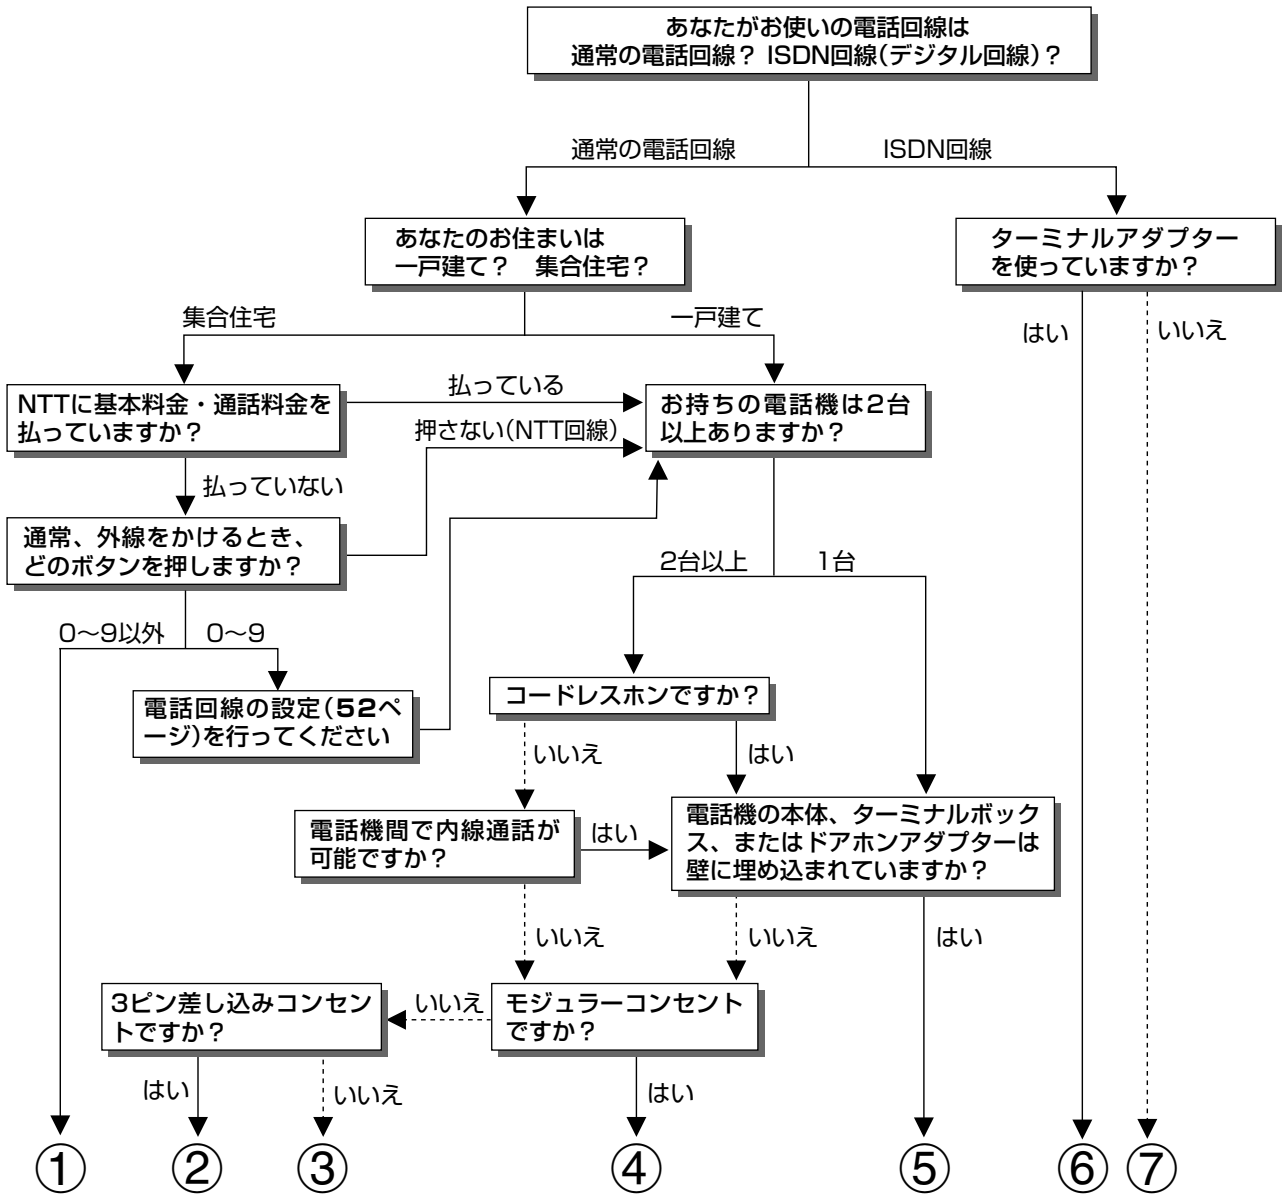 あなたがお使いの電話回線は
通常の電話回線？ ISDN回線（デジタル回線）？
通常の電話回線
ISDN回線
あなたのお住まいは
一戸建て？　集合住宅？
ターミナルアダプター
を使っていますか？
集合住宅
一戸建て
はい
いいえ
NTTに基本料金・通話料金を
払っていますか？
払っている
お持ちの電話機は2台
以上ありますか？
押さない（NTT回線）
払っていない
通常、外線をかけるとき、
どのボタンを押しますか？
2台以上
1台
0～9以外
0～9
電話回線の設定（52ペ
ージ）を行ってください
コードレスホンですか？
いいえ
はい
電話機間で内線通話が
可能ですか？
はい
電話機の本体、ターミナルボック
ス、またはドアホンアダプターは
壁に埋め込まれていますか？
いいえ
いいえ
はい
3ピン差し込みコンセン
トですか？
いいえ
モジュラーコンセント
ですか？
はい
いいえ
はい
① ② ③ ④ ⑤ ⑥ ⑦